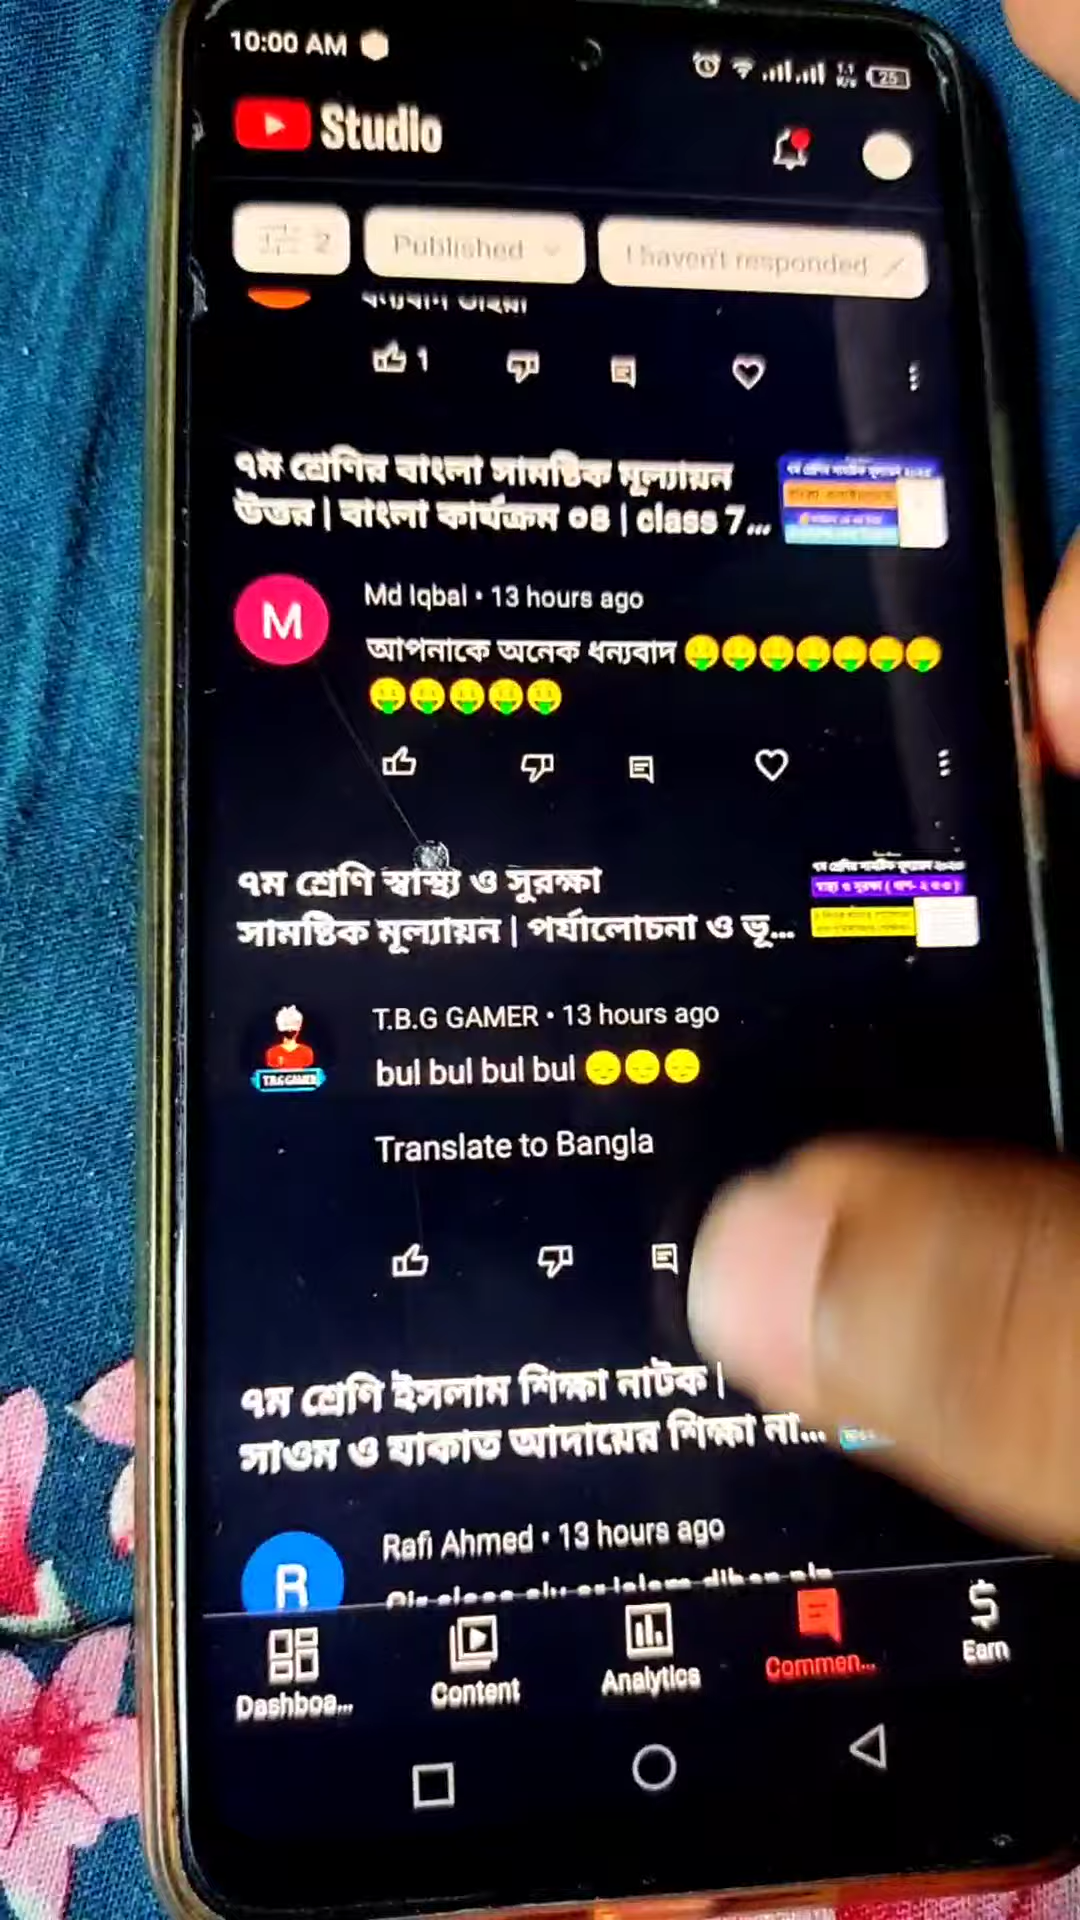 10:00 AM
25
Studio
2
Published
I haven't responded
1
৭ম শ্রেণির বাংলা সামষ্টিক মূল্যায়ন
উত্তর | বাংলা কার্যক্রম ০৪ | class 7...
M
Md Iqbal • 13 hours ago
আপনাকে অনেক ধন্যবাদ 🤑🤑🤑🤑🤑🤑🤑
🤑🤑🤑🤑🤑
৭ম শ্রেণি স্বাস্থ্য ও সুরক্ষা
সামষ্টিক মূল্যায়ন | পর্যালোচনা ও ভূ...
T.B.G GAMER • 13 hours ago
T.B.G GAMER
bul bul bul bul 😔😔😔
Translate to Bangla
৭ম শ্রেণি ইসলাম শিক্ষা নাটক |
সাওম ও যাকাত আদায়ের শিক্ষা না...
R
Rafi Ahmed • 13 hours ago
Dashboa...
Content
Analytics
Commen...
Earn